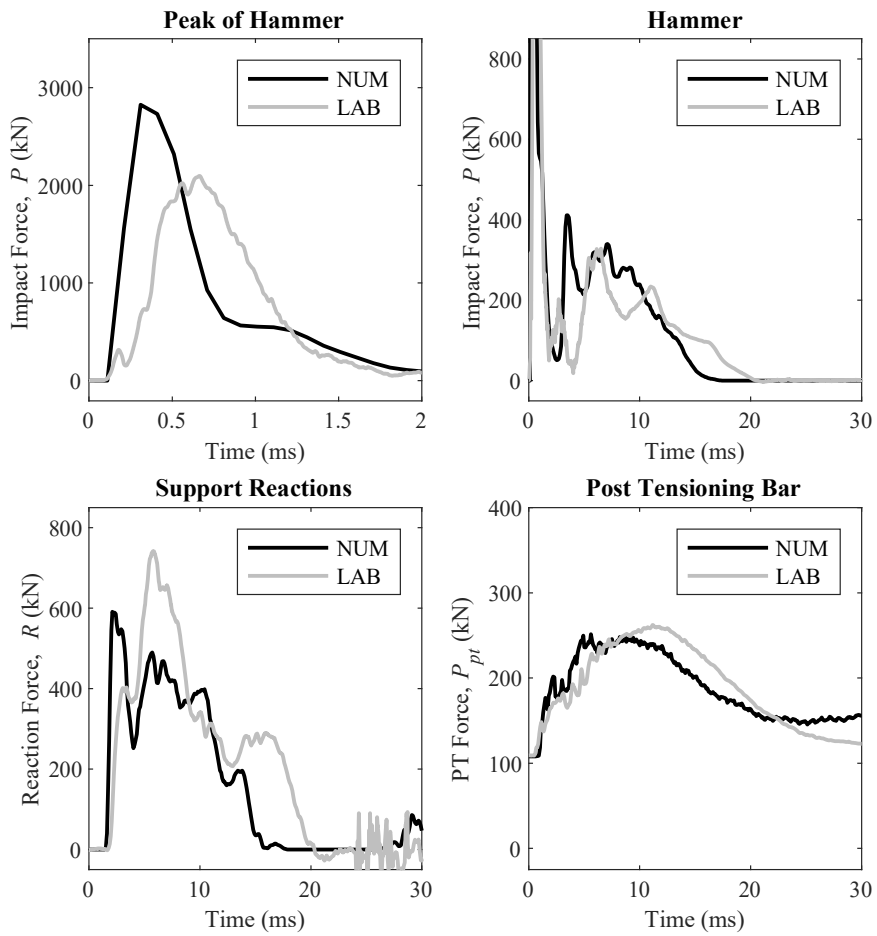 Peak of Hammer
Impact Force, P (kN)
3000
2000
1000
0
NUM
LAB
0 0.5 1 1.5 2
Time (ms)
Hammer
Impact Force, P (kN)
800
600
400
200
0
NUM
LAB
0 10 20 30
Time (ms)
Support Reactions
Reaction Force, R (kN)
800
600
400
200
0
NUM
LAB
0 10 20 30
Time (ms)
Post Tensioning Bar
PT Force, P_pt (kN)
400
300
200
100
0
NUM
LAB
0 10 20 30
Time (ms)